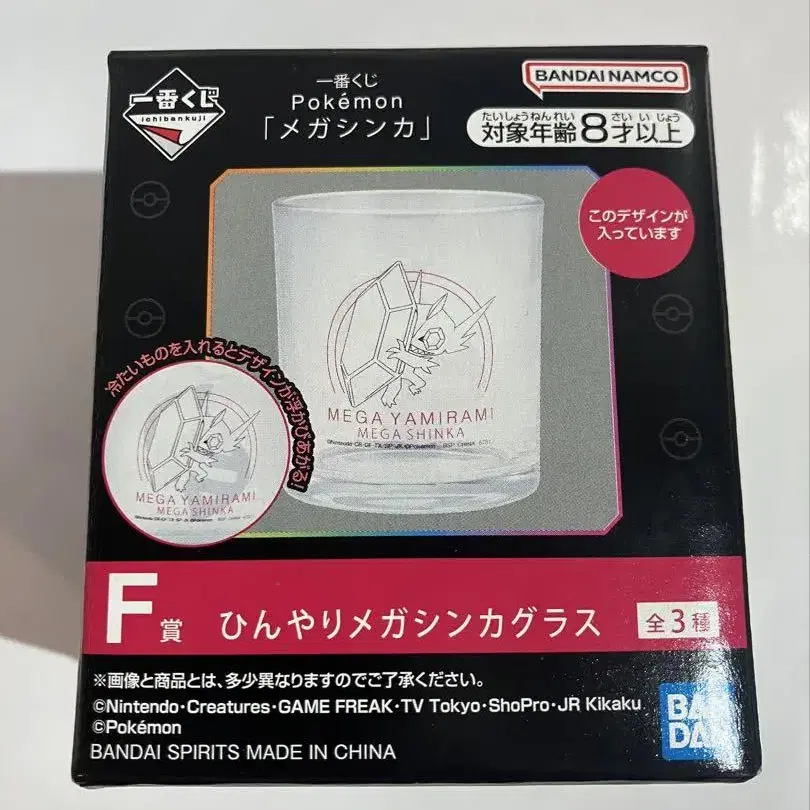 一番くじ
ichibankuji
一番くじ
Pokémon
「メガシンカ」
BANDAI NAMCO
たいしょうねんれい さい いじょう
対象年齢8才以上
このデザインが
入っています
MEGA YAMIRAMI
MEGA SHINKA
冷たいものを入れるとデザインが浮かびあがる!
MEGA YAMIRAMI
MEGA SHINKA
F賞 ひんやりメガシンカグラス 全3種
※画像と商品とは、多少異なりますのでご了承ください。
©Nintendo・Creatures・GAME FREAK・TV Tokyo・ShoPro・JR Kikaku
©Pokémon
BANDAI SPIRITS MADE IN CHINA
BAN
DAI